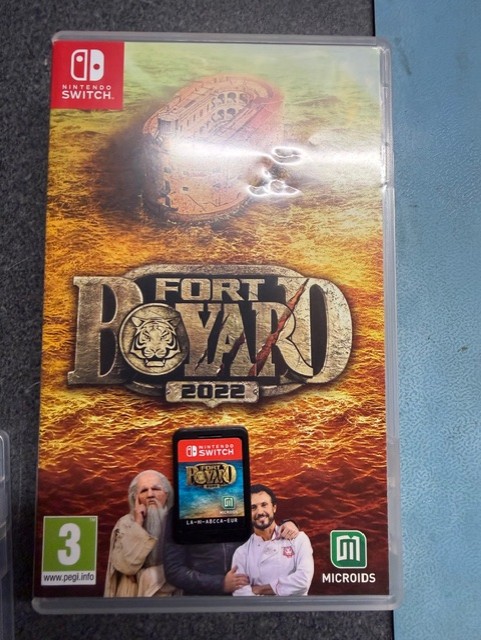 NINTENDO
SWITCH
FORT
BOYARD
2022
NINTENDO
SWITCH
FORT
BOYARD
LA-H-ABCCA-EUR
3
www.pegi.info
MICROIDS